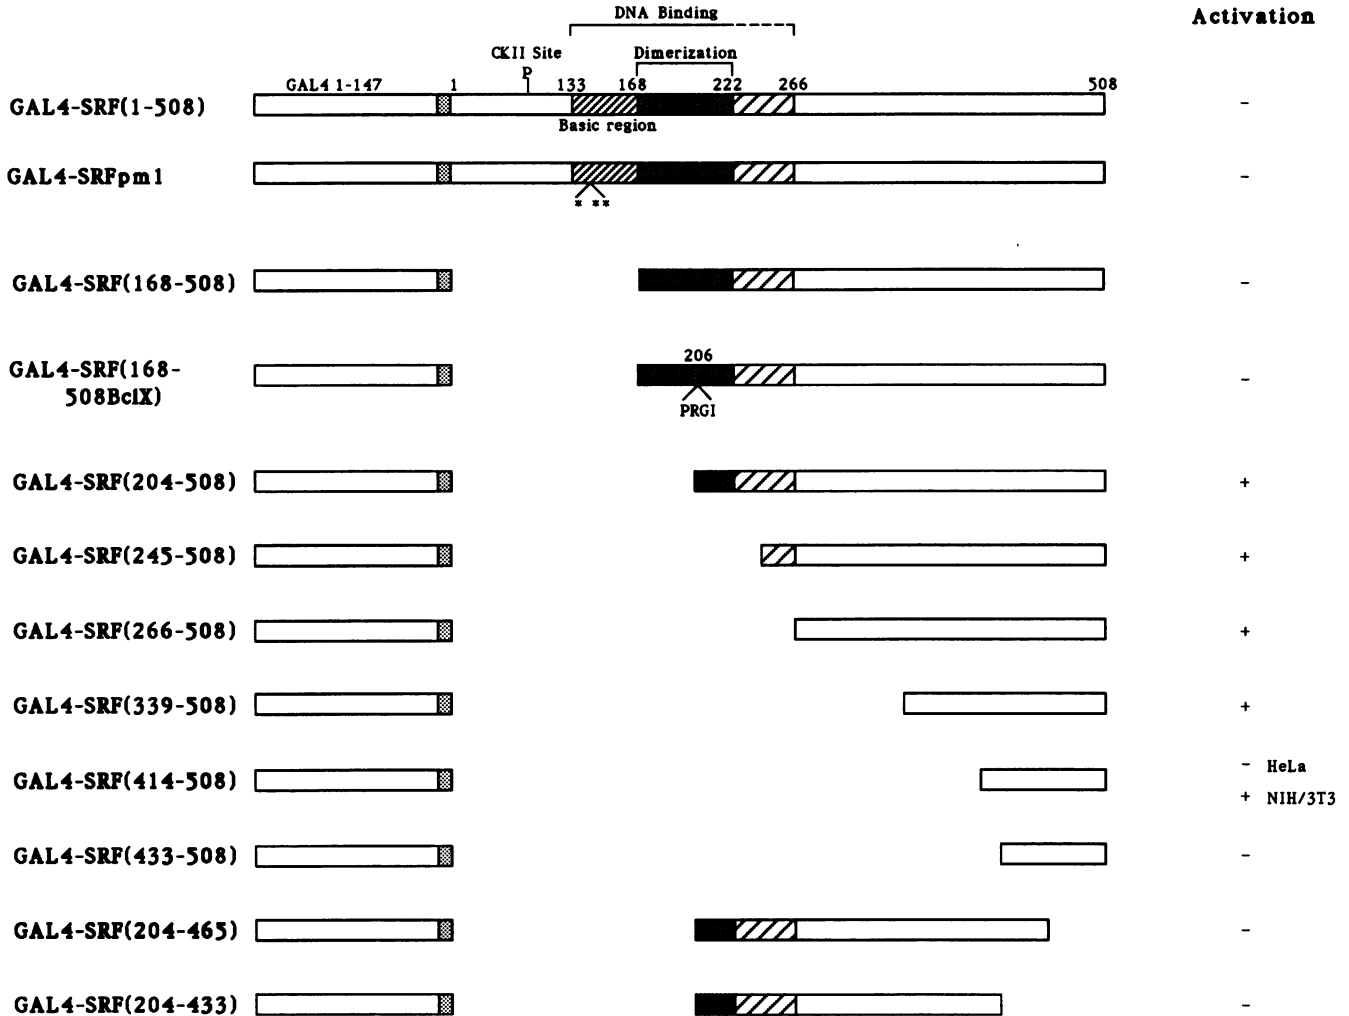 DNA Binding
Activation
CKII Site
P
Dimerization
GAL4 1-147 1 133 168 222 266 508
GAL4-SRF(1-508) -
Basic region
GAL4-SRFpm1 -
* **
GAL4-SRF(168-508) -
206
GAL4-SRF(168-
508BclX) -
PRGI
GAL4-SRF(204-508) +
GAL4-SRF(245-508) +
GAL4-SRF(266-508) +
GAL4-SRF(339-508) +
GAL4-SRF(414-508) - HeLa
+ NIH/3T3
GAL4-SRF(433-508) -
GAL4-SRF(204-465) -
GAL4-SRF(204-433) -